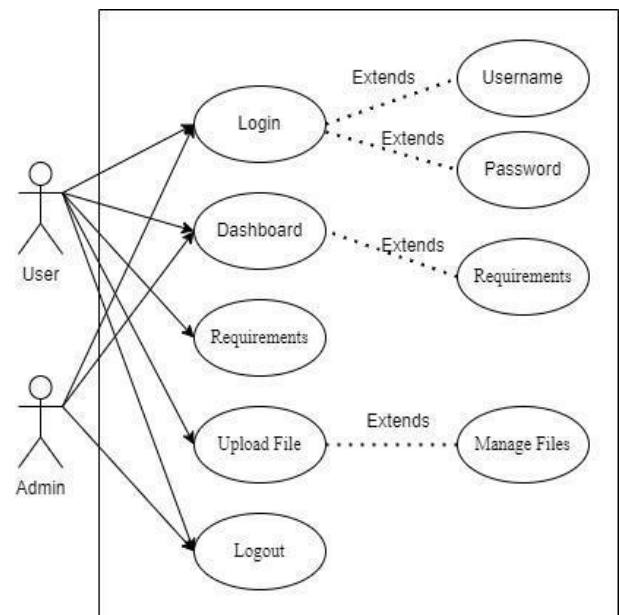 Extends
Username
Login
Extends
Password
User
Dashboard
Extends
Requirements
Requirements
Admin
Upload File
Extends
Manage Files
Logout